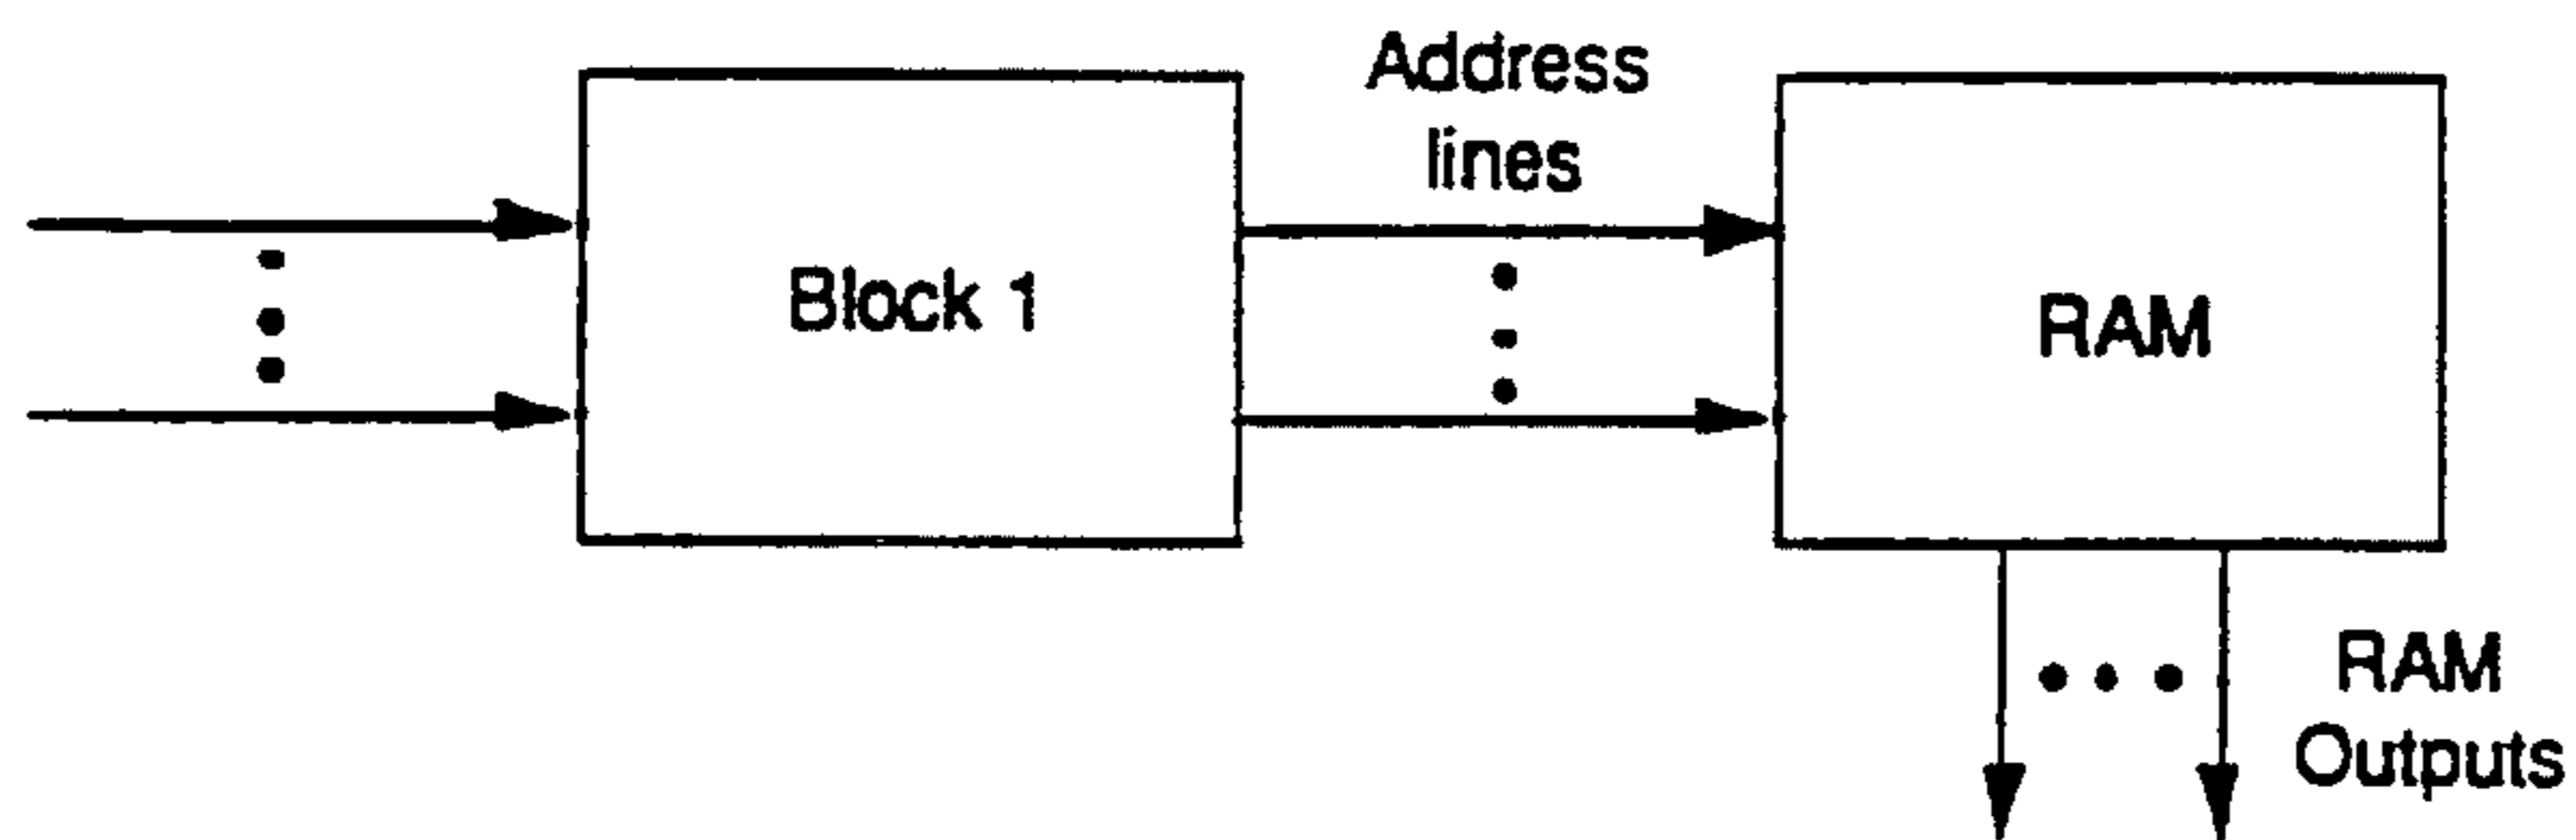 Block 1
Address
lines
RAM
RAM
Outputs